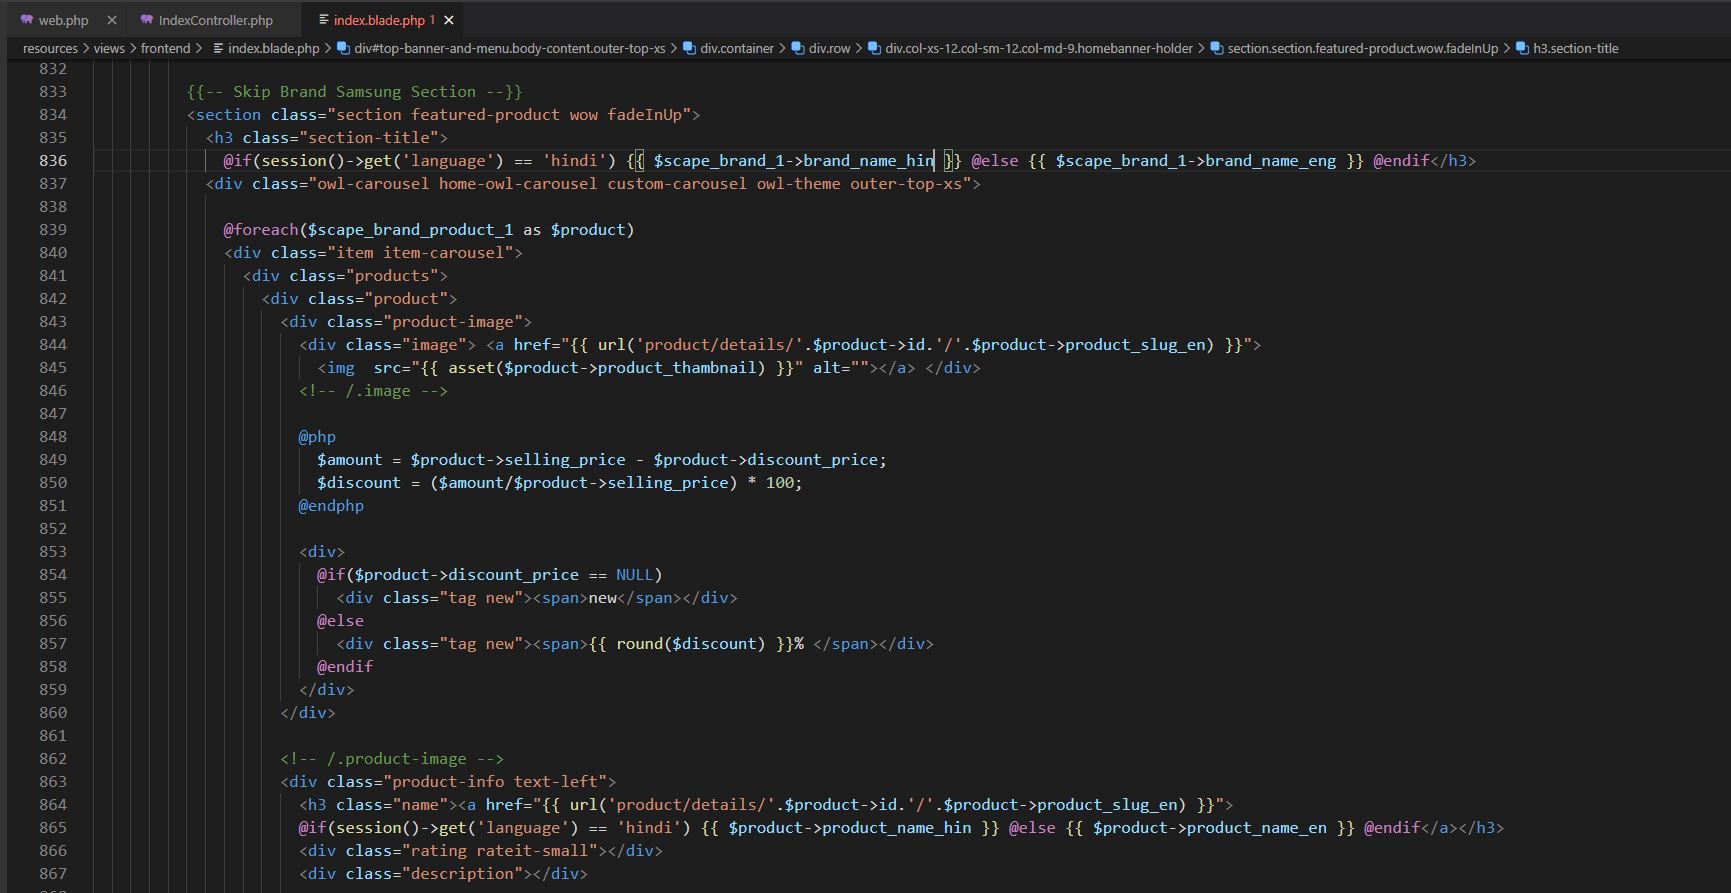 web.php
IndexController.php
index.blade.php 1
resources > views > frontend > index.blade.php > div#top-banner-and-menu.body-content.outer-top-xs > div.container > div.row > div.col-xs-12.col-sm-12.col-md-9.homebanner-holder > section.section.featured-product.wow.fadeInUp > h3.section-title
832
833 {{-- Skip Brand Samsung Section --}}
834 <section class="section featured-product wow fadeInUp">
835 <h3 class="section-title">
836 @if(session()->get('language') == 'hindi') {{ $scape_brand_1->brand_name_hin }} @else {{ $scape_brand_1->brand_name_eng }} @endif</h3>
837 <div class="owl-carousel home-owl-carousel custom-carousel owl-theme outer-top-xs">
838
839 @foreach($scape_brand_product_1 as $product)
840 <div class="item item-carousel">
841 <div class="products">
842 <div class="product">
843 <div class="product-image">
844 <div class="image"> <a href="{{ url('product/details/'.$product->id.'/'.$product->product_slug_en) }}">
845 <img  src="{{ asset($product->product_thambnail) }}" alt=""></a> </div>
846 <!-- /.image -->
847
848 @php
849 $amount = $product->selling_price - $product->discount_price;
850 $discount = ($amount/$product->selling_price) * 100;
851 @endphp
852
853 <div>
854 @if($product->discount_price == NULL)
855 <div class="tag new"><span>new</span></div>
856 @else
857 <div class="tag new"><span>{{ round($discount) }}% </span></div>
858 @endif
859 </div>
860 </div>
861
862 <!-- /.product-image -->
863 <div class="product-info text-left">
864 <h3 class="name"><a href="{{ url('product/details/'.$product->id.'/'.$product->product_slug_en) }}">
865 @if(session()->get('language') == 'hindi') {{ $product->product_name_hin }} @else {{ $product->product_name_en }} @endif</a></h3>
866 <div class="rating rateit-small"></div>
867 <div class="description"></div>